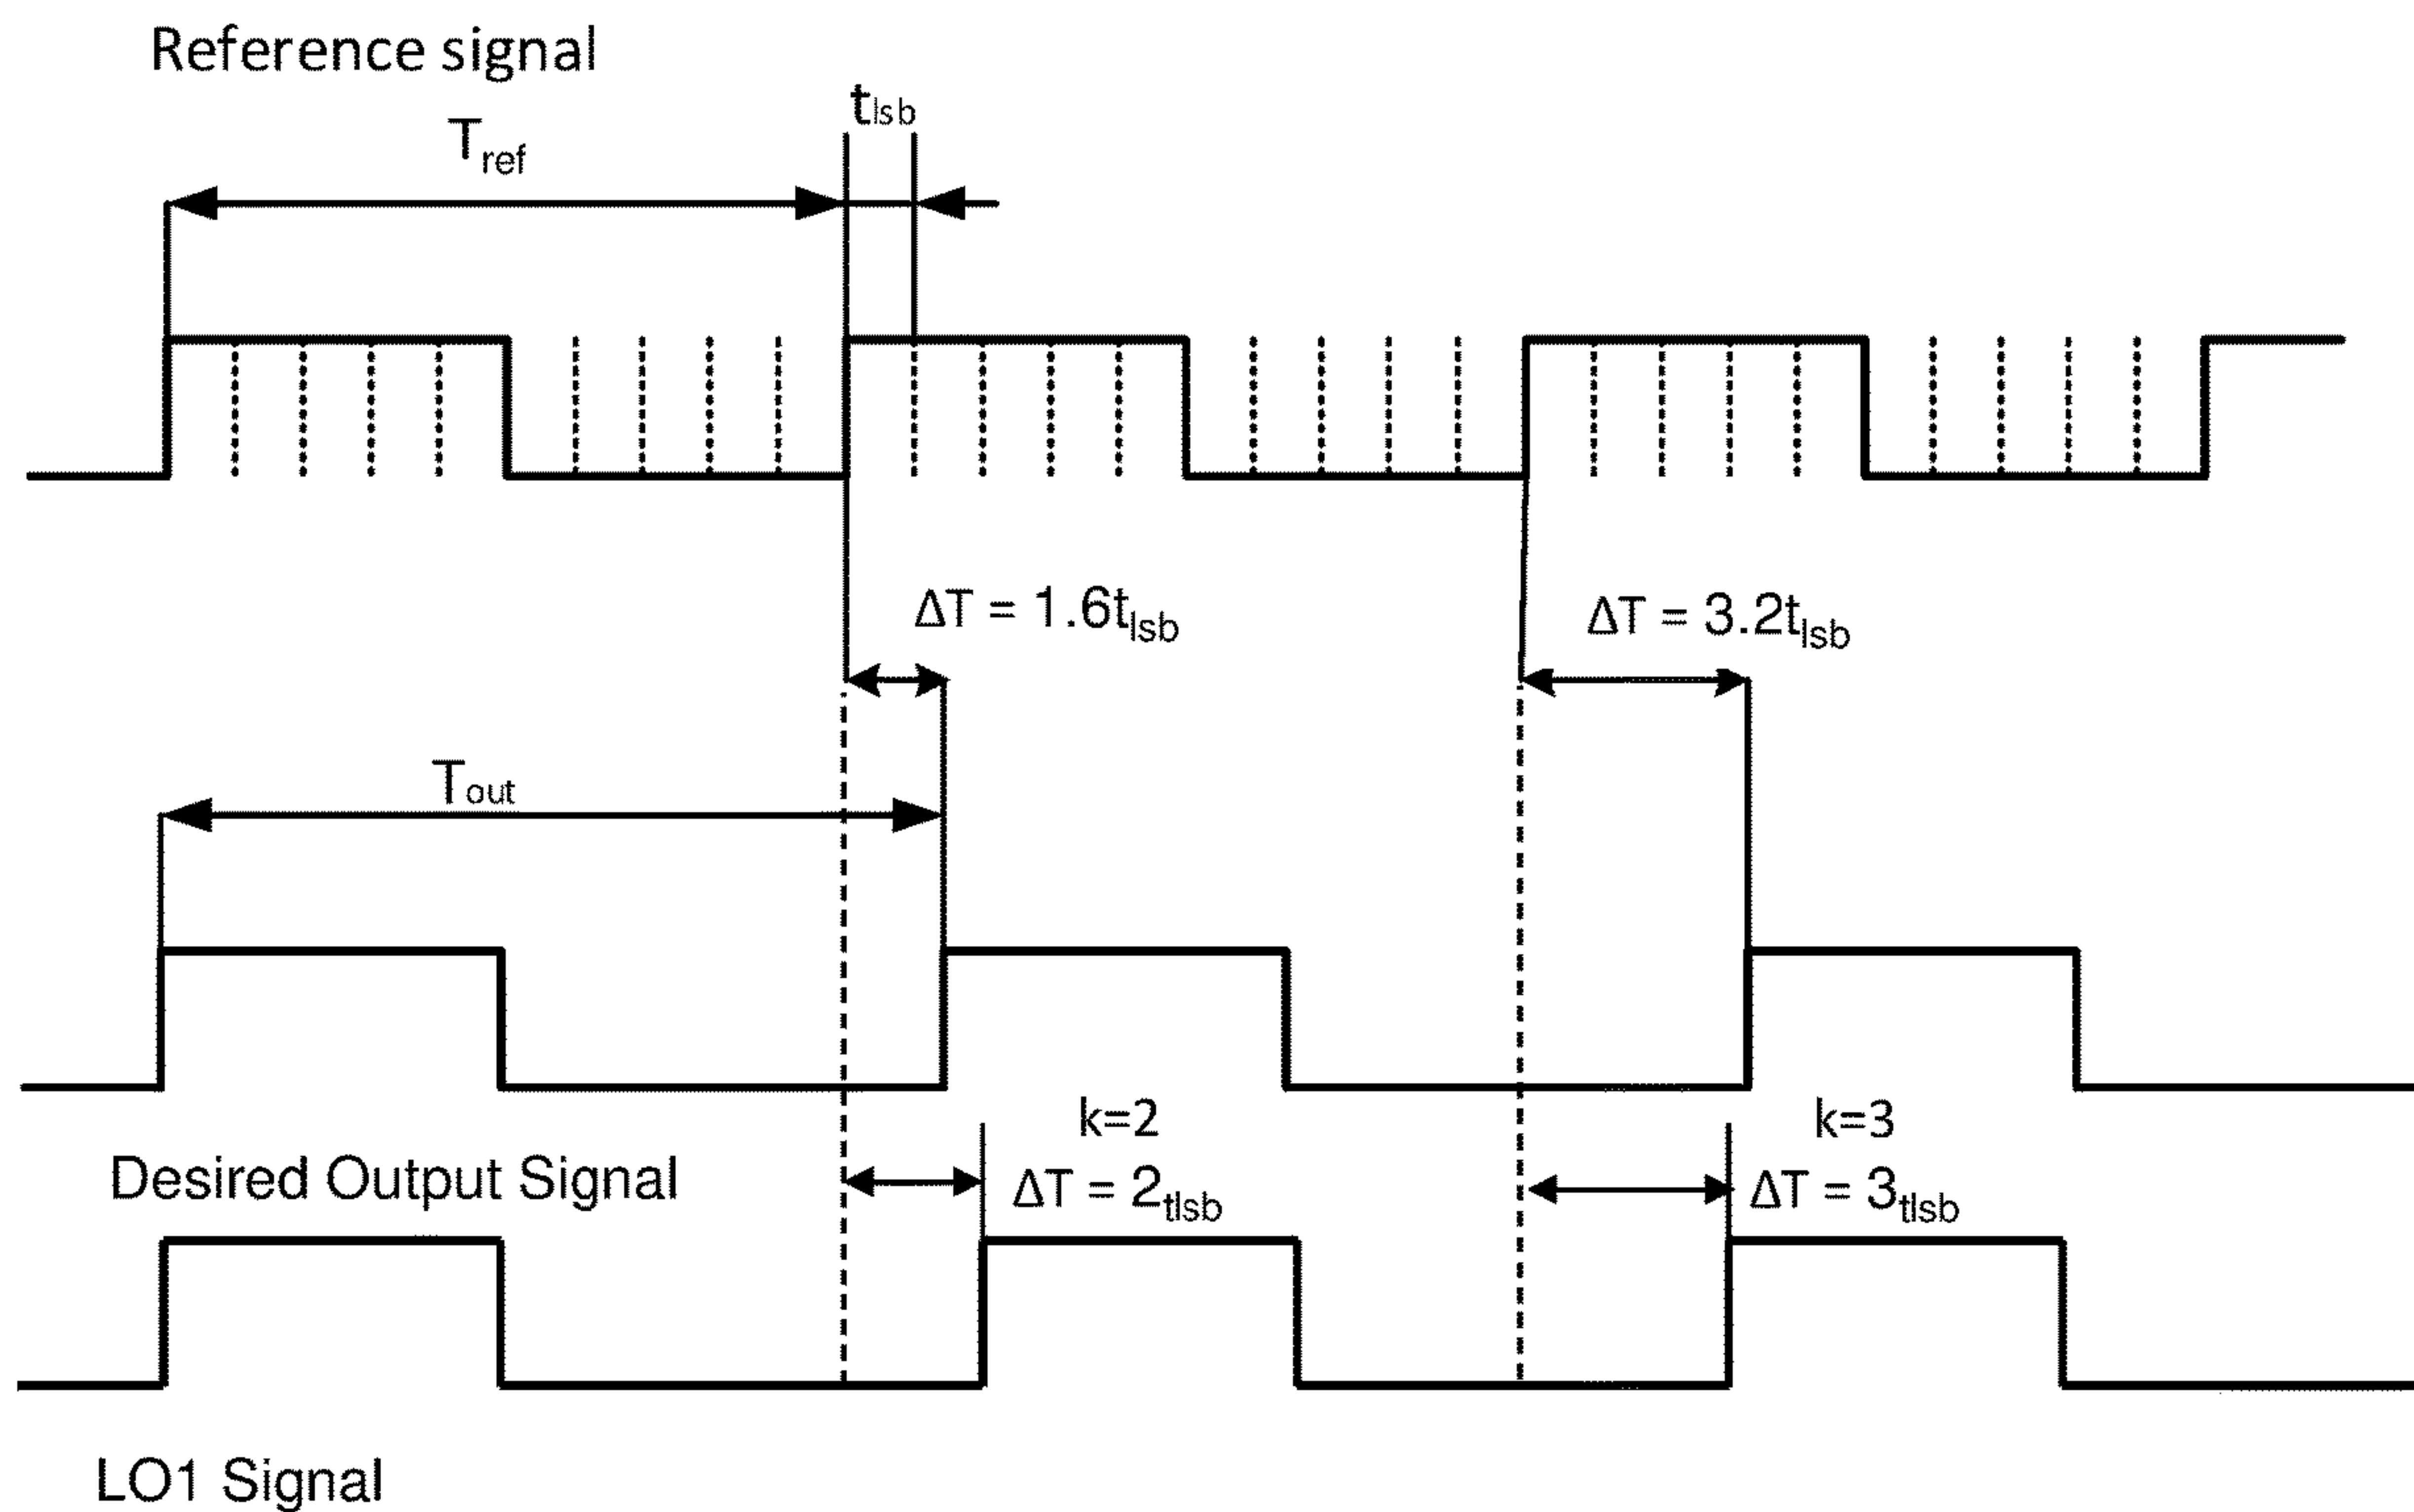 Reference signal
tlsb
Tref
ΔT = 1.6tlsb
ΔT = 3.2tlsb
Tout
k=2
k=3
Desired Output Signal
ΔT = 2tlsb
ΔT = 3tlsb
LO1 Signal